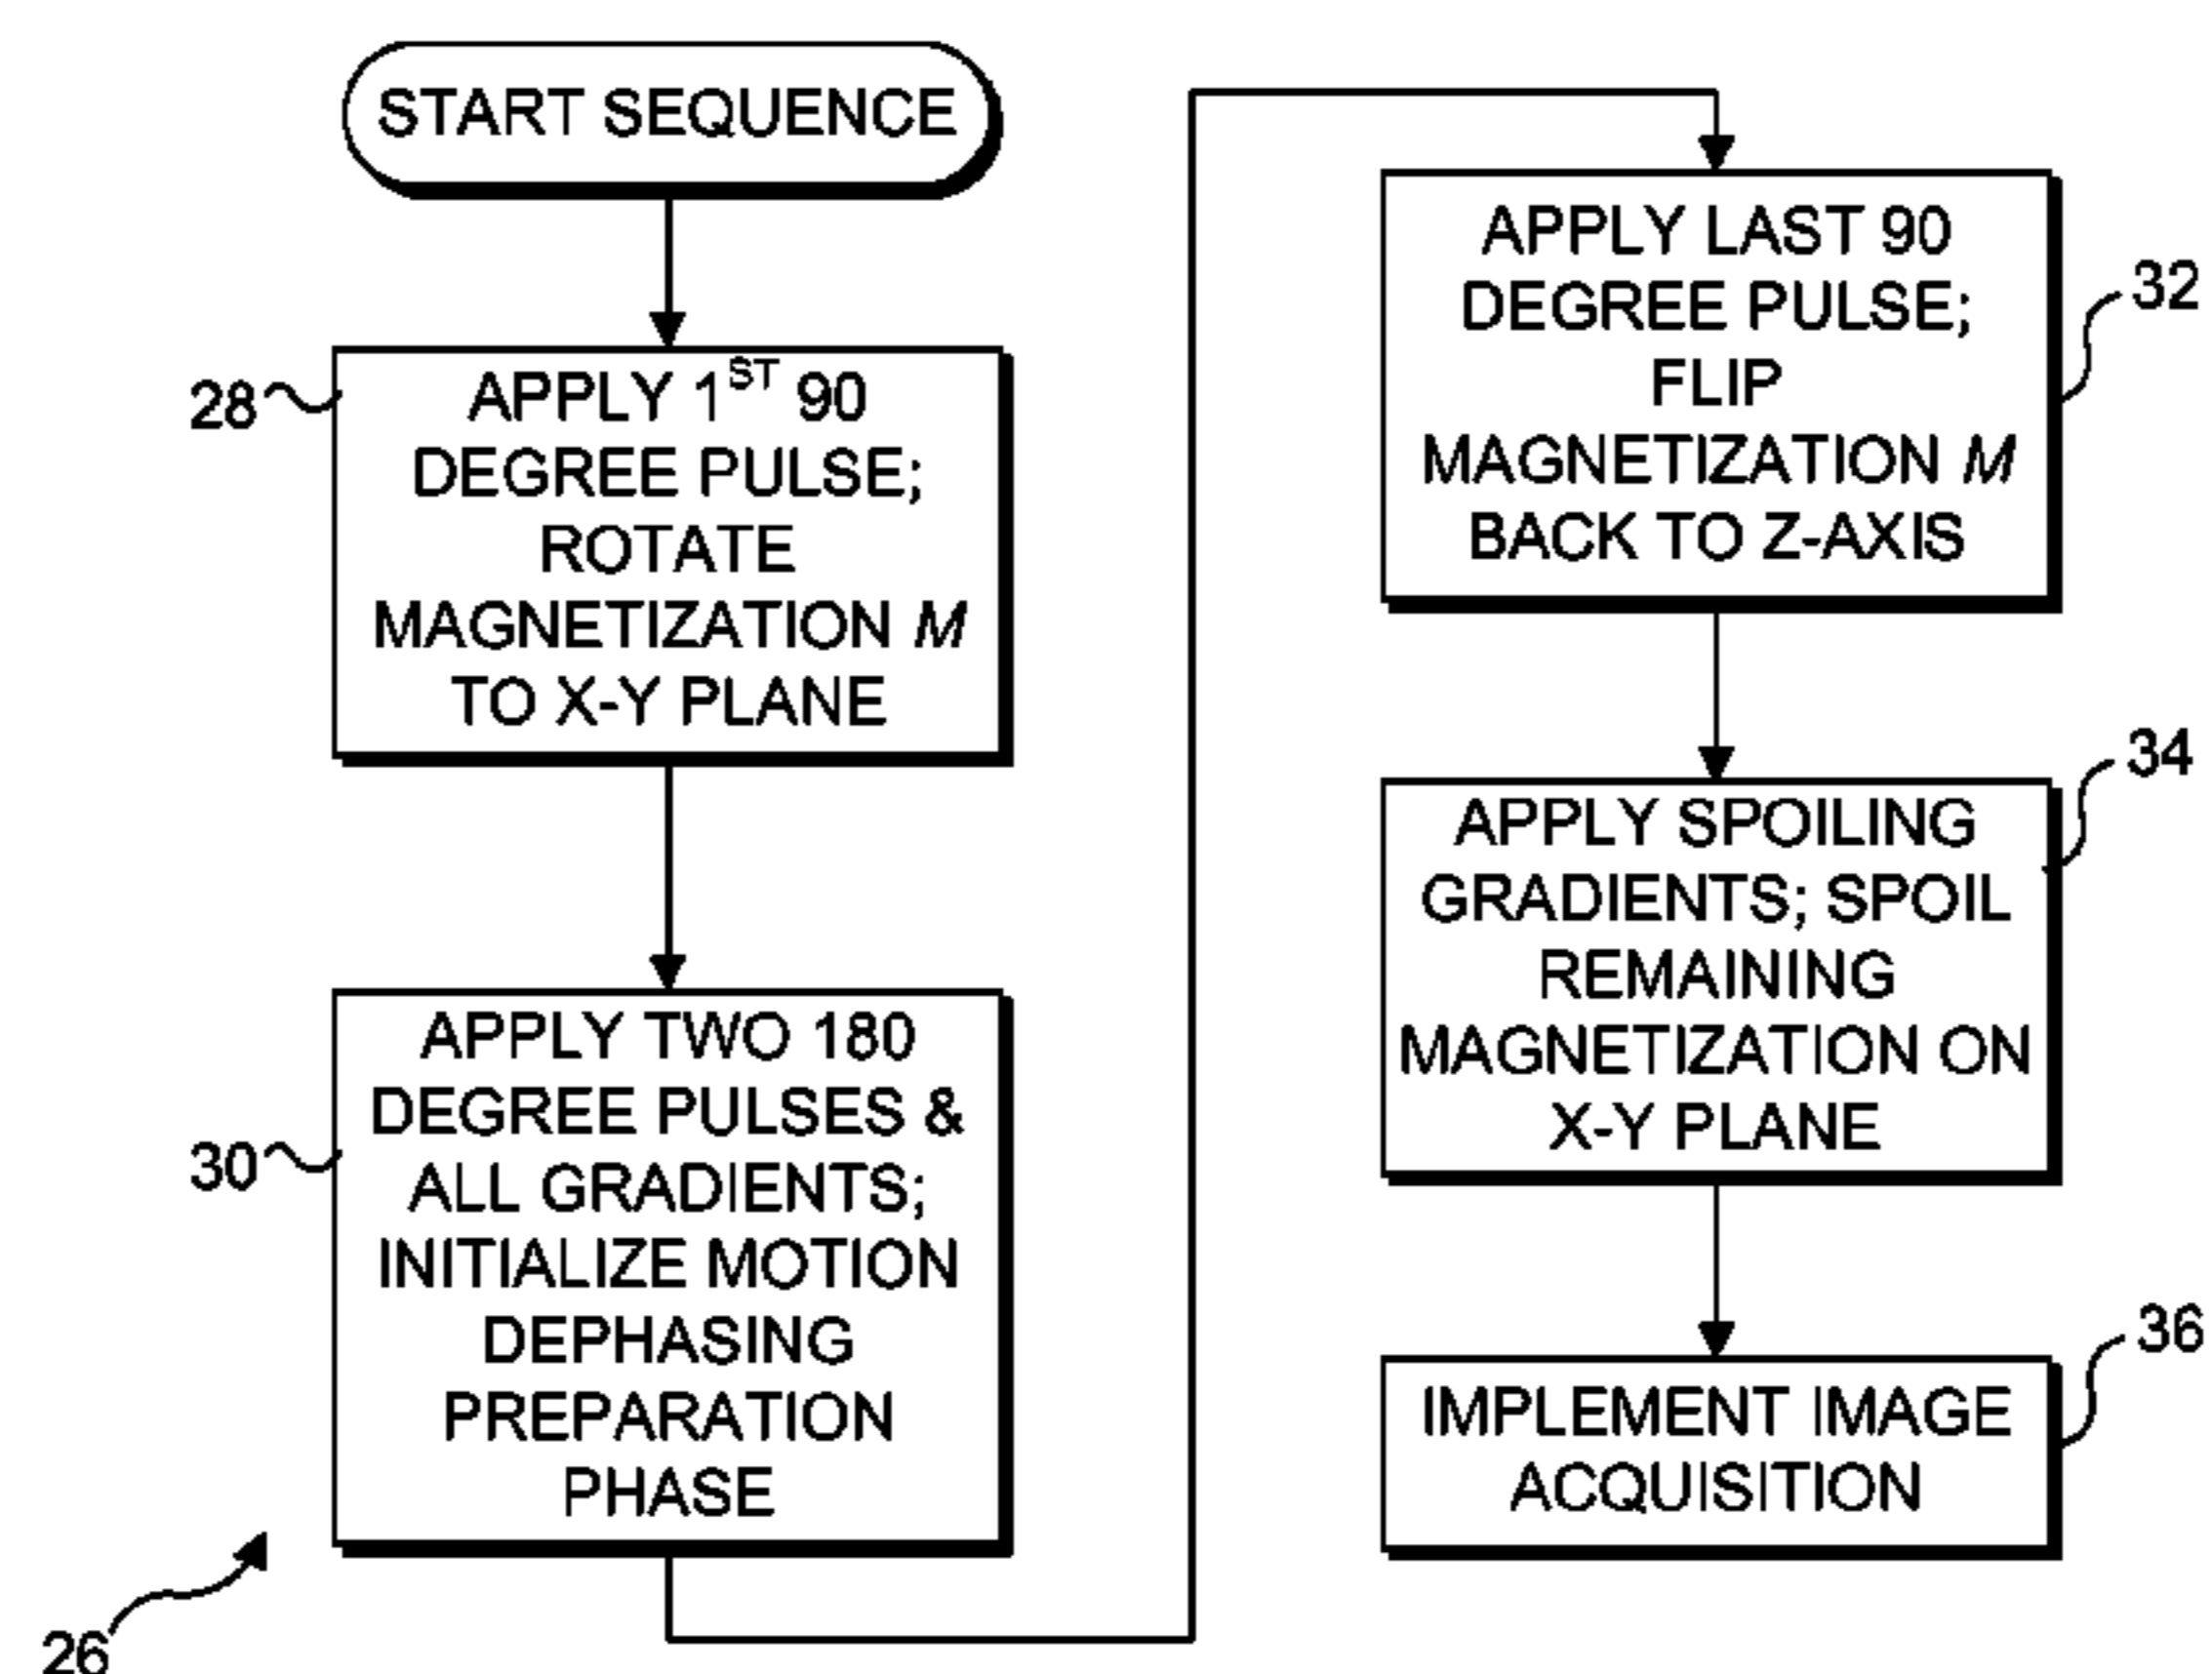 START SEQUENCE
28
APPLY 1ST 90
DEGREE PULSE;
ROTATE
MAGNETIZATION M
TO X-Y PLANE
30
APPLY TWO 180
DEGREE PULSES &
ALL GRADIENTS;
INITIALIZE MOTION
DEPHASING
PREPARATION
PHASE
26
APPLY LAST 90
DEGREE PULSE;
FLIP
MAGNETIZATION M
BACK TO Z-AXIS
32
APPLY SPOILING
GRADIENTS; SPOIL
REMAINING
MAGNETIZATION ON
X-Y PLANE
34
IMPLEMENT IMAGE
ACQUISITION
36